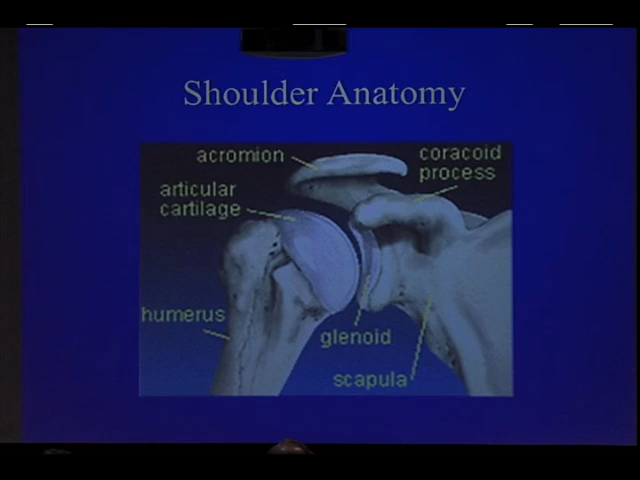 Shoulder Anatomy
acromion
coracoid
process
articular
cartilage
humerus
glenoid
scapula